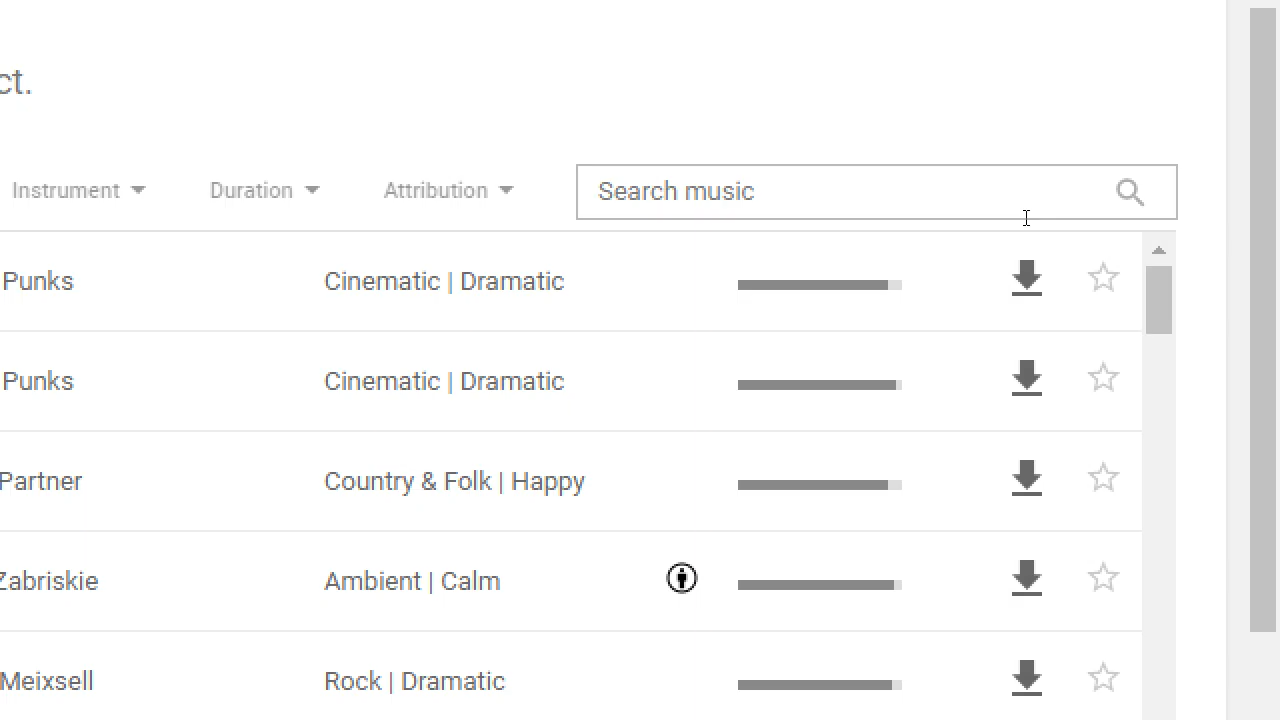 ct.
Instrument Duration Attribution Search music
Punks Cinematic | Dramatic
Punks Cinematic | Dramatic
Partner Country & Folk | Happy
Zabriskie Ambient | Calm
Meixsell Rock | Dramatic